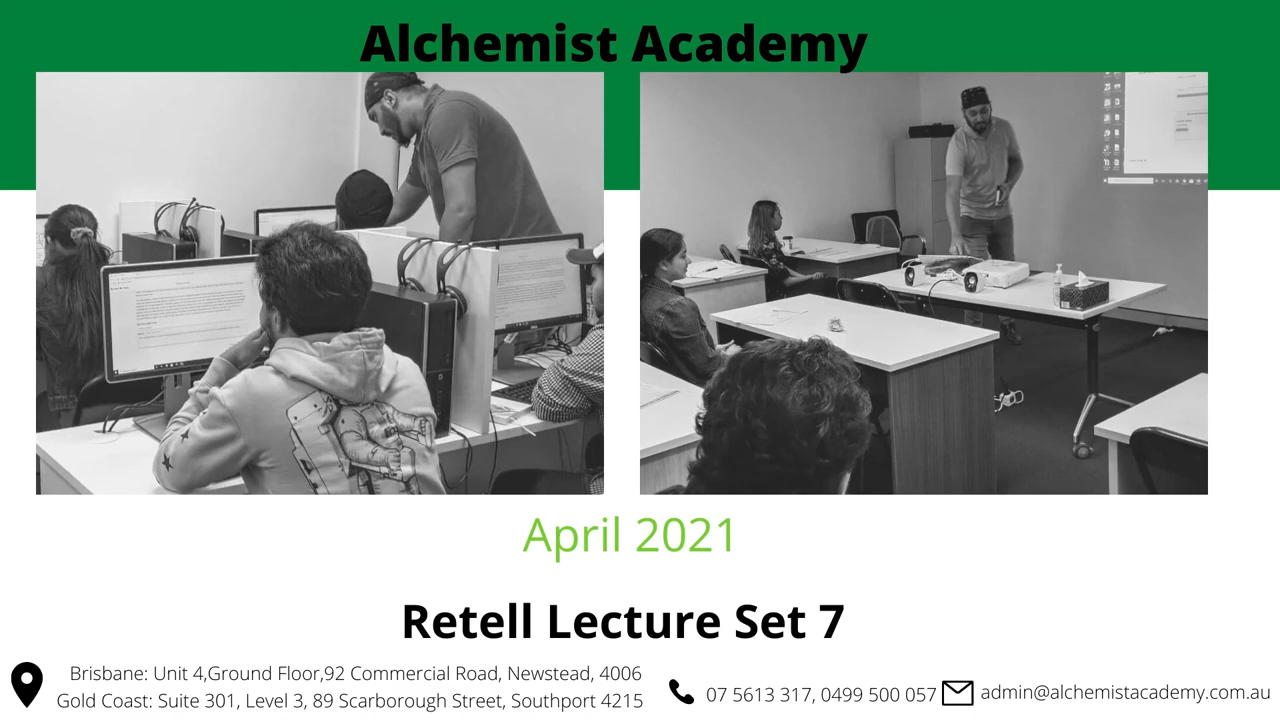 Alchemist Academy
April 2021
Retell Lecture Set 7
Brisbane: Unit 4,Ground Floor,92 Commercial Road, Newstead, 4006
Gold Coast: Suite 301, Level 3, 89 Scarborough Street, Southport 4215
07 5613 317, 0499 500 057
admin@alchemistacademy.com.au